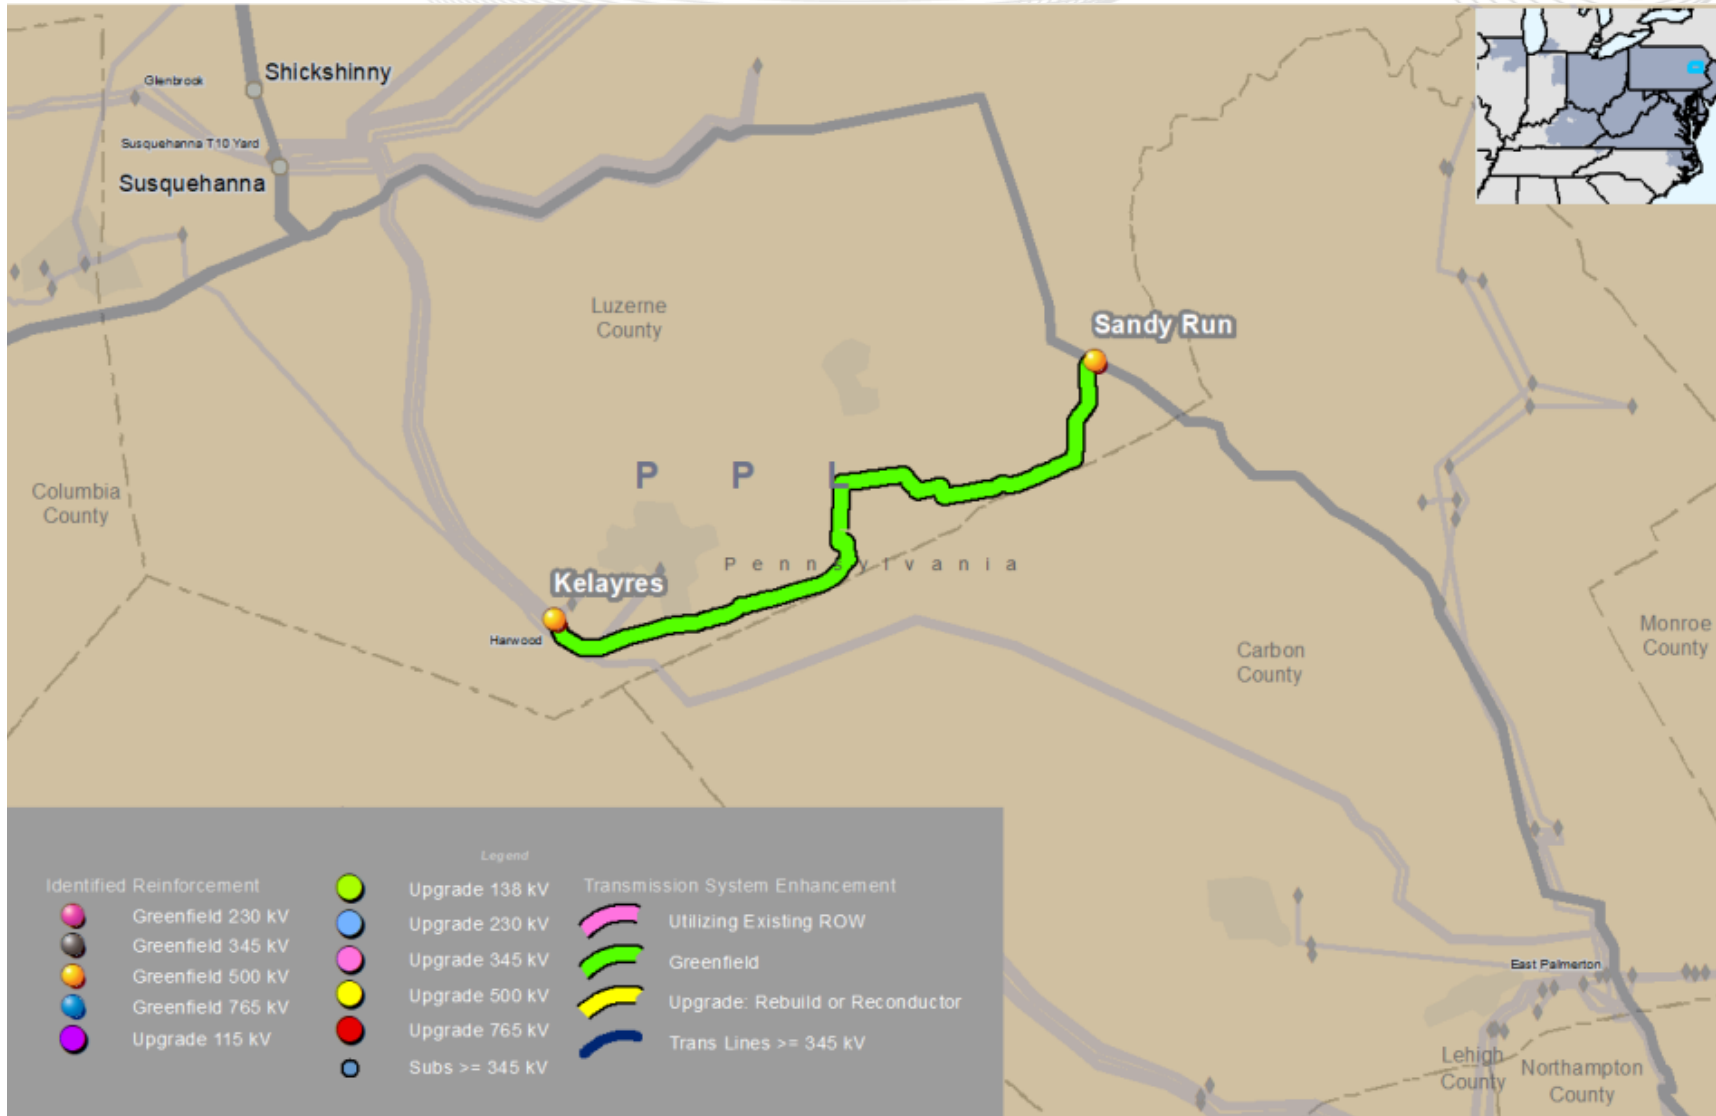 Glenbrook
Shickshinny
Susquehanna T10 Yard
Susquehanna
Luzerne
County
Sandy Run
Columbia
County
P P L
Pennsylvania
Kelayres
Harwood
Carbon
County
Monroe
County
East Palmerton
Lehigh
County
Northampton
County
Legend
Identified Reinforcement
Greenfield 230 kV
Greenfield 345 kV
Greenfield 500 kV
Greenfield 765 kV
Upgrade 115 kV
Upgrade 138 kV
Upgrade 230 kV
Upgrade 345 kV
Upgrade 500 kV
Upgrade 765 kV
Subs >= 345 kV
Transmission System Enhancement
Utilizing Existing ROW
Greenfield
Upgrade: Rebuild or Reconductor
Trans Lines >= 345 kV